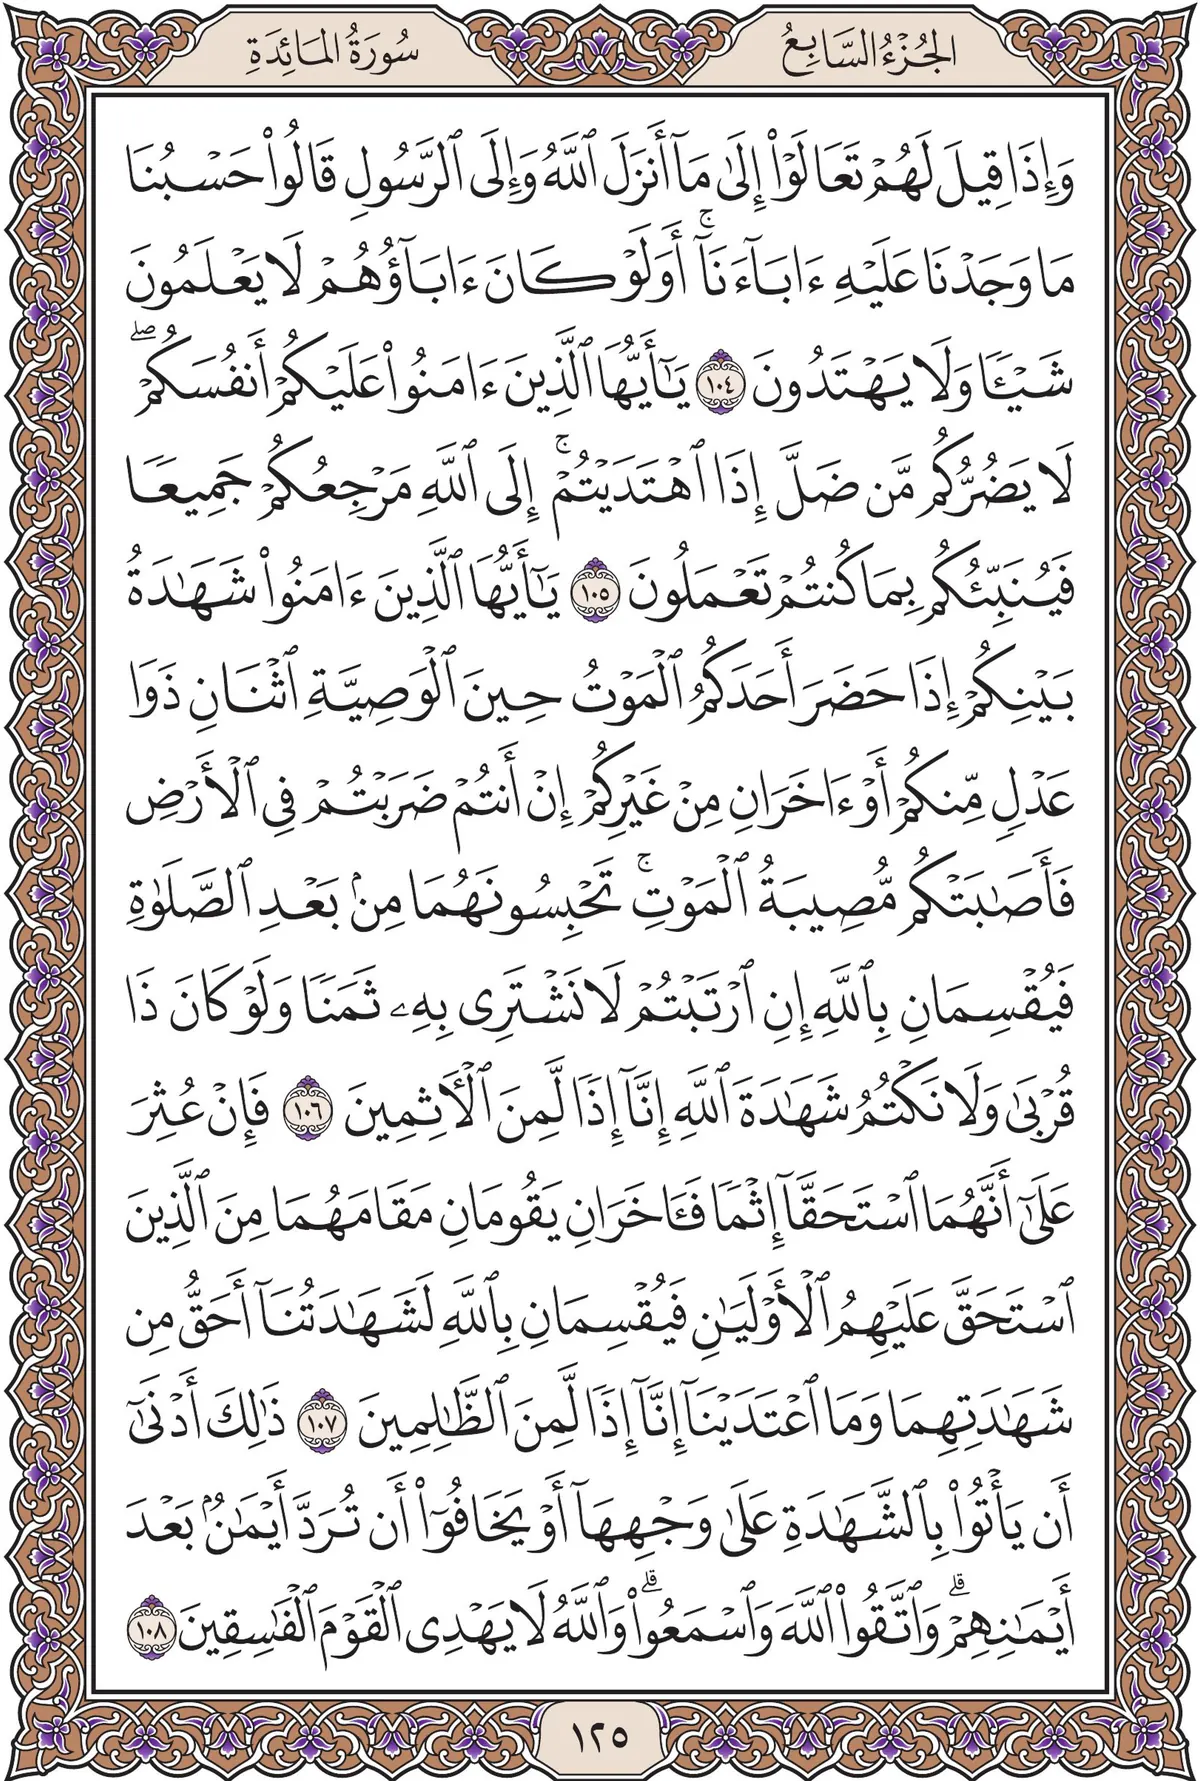 الجُزْءُ السَّابِعُ
سُورَةُ المَائِدَةِ
وَإِذَا قِيلَ لَهُمْ تَعَالَوْا۟ إِلَىٰ مَآ أَنزَلَ ٱللَّهُ وَإِلَى ٱلرَّسُولِ قَالُوا۟ حَسْبُنَا
مَا وَجَدْنَا عَلَيْهِ ءَابَآءَنَآ ۚ أَوَلَوْ كَانَ ءَابَآؤُهُمْ لَا يَعْلَمُونَ
شَيْـًٔا وَلَا يَهْتَدُونَ ١٠٤ يَـٰٓأَيُّهَا ٱلَّذِينَ ءَامَنُوا۟ عَلَيْكُمْ أَنفُسَكُمْ ۖ
لَا يَضُرُّكُم مَّن ضَلَّ إِذَا ٱهْتَدَيْتُمْ ۚ إِلَى ٱللَّهِ مَرْجِعُكُمْ جَمِيعًا
فَيُنَبِّئُكُم بِمَا كُنتُمْ تَعْمَلُونَ ١٠٥ يَـٰٓأَيُّهَا ٱلَّذِينَ ءَامَنُوا۟ شَهَـٰدَةُ
بَيْنِكُمْ إِذَا حَضَرَ أَحَدَكُمُ ٱلْمَوْتُ حِينَ ٱلْوَصِيَّةِ ٱثْنَانِ ذَوَا
عَدْلٍ مِّنكُمْ أَوْ ءَاخَرَانِ مِنْ غَيْرِكُمْ إِنْ أَنتُمْ ضَرَبْتُمْ فِى ٱلْأَرْضِ
فَأَصَـٰبَتْكُم مُّصِيبَةُ ٱلْمَوْتِ ۚ تَحْبِسُونَهُمَا مِنۢ بَعْدِ ٱلصَّلَوٰةِ
فَيُقْسِمَانِ بِٱللَّهِ إِنِ ٱرْتَبْتُمْ لَا نَشْتَرِى بِهِۦ ثَمَنًا وَلَوْ كَانَ ذَا
قُرْبَىٰ وَلَا نَكْتُمُ شَهَـٰدَةَ ٱللَّهِ إِنَّآ إِذًا لَّمِنَ ٱلْـَٔاثِمِينَ ١٠٦ فَإِنْ عُثِرَ
عَلَىٰٓ أَنَّهُمَا ٱسْتَحَقَّآ إِثْمًا فَـَٔاخَرَانِ يَقُومَانِ مَقَامَهُمَا مِنَ ٱلَّذِينَ
ٱسْتَحَقَّ عَلَيْهِمُ ٱلْأَوْلَيَـٰنِ فَيُقْسِمَانِ بِٱللَّهِ لَشَهَـٰدَتُنَآ أَحَقُّ مِن
شَهَـٰدَتِهِمَا وَمَا ٱعْتَدَيْنَآ إِنَّآ إِذًا لَّمِنَ ٱلظَّـٰلِمِينَ ١٠٧ ذَٰلِكَ أَدْنَىٰٓ
أَن يَأْتُوا۟ بِٱلشَّهَـٰدَةِ عَلَىٰ وَجْهِهَآ أَوْ يَخَافُوٓا۟ أَن تُرَدَّ أَيْمَـٰنٌۢ بَعْدَ
أَيْمَـٰنِهِمْ ۗ وَٱتَّقُوا۟ ٱللَّهَ وَٱسْمَعُوا۟ ۗ وَٱللَّهُ لَا يَهْدِى ٱلْقَوْمَ ٱلْفَـٰسِقِينَ ١٠٨
١٢٥